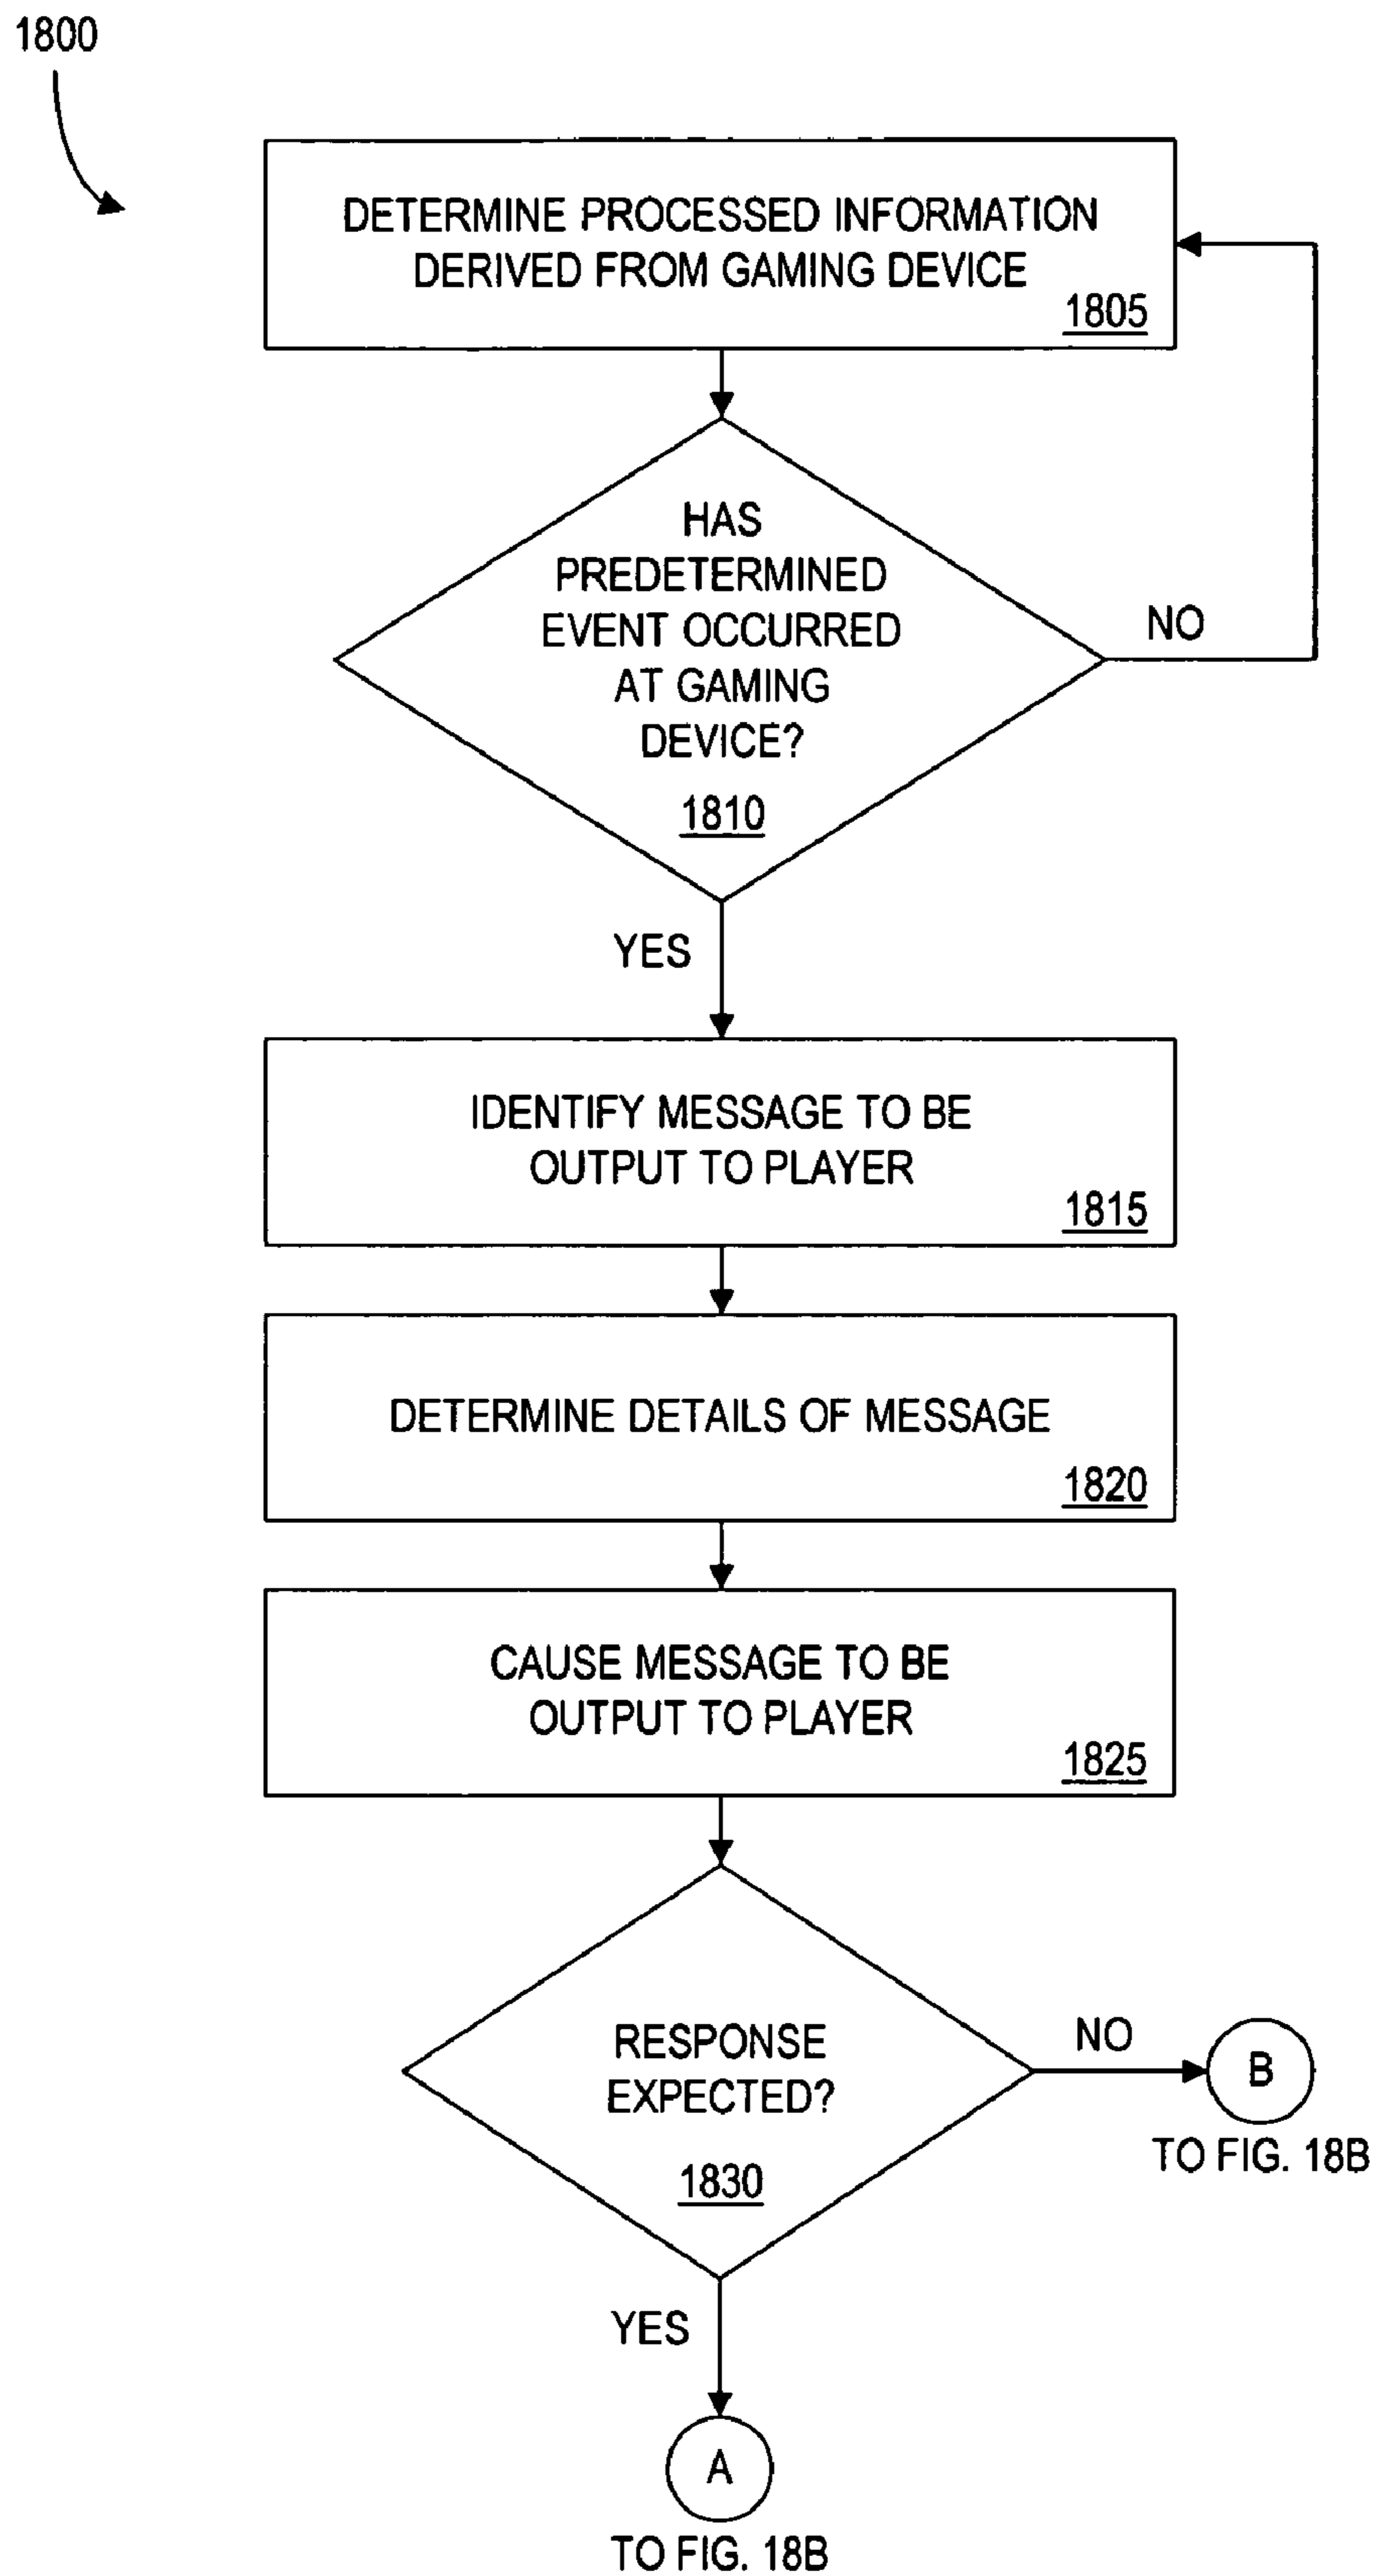 1800
DETERMINE PROCESSED INFORMATION
DERIVED FROM GAMING DEVICE
1805
HAS
PREDETERMINED
EVENT OCCURRED
AT GAMING
DEVICE?
1810
NO
YES
IDENTIFY MESSAGE TO BE
OUTPUT TO PLAYER
1815
DETERMINE DETAILS OF MESSAGE
1820
CAUSE MESSAGE TO BE
OUTPUT TO PLAYER
1825
RESPONSE
EXPECTED?
1830
NO
B
TO FIG. 18B
YES
A
TO FIG. 18B